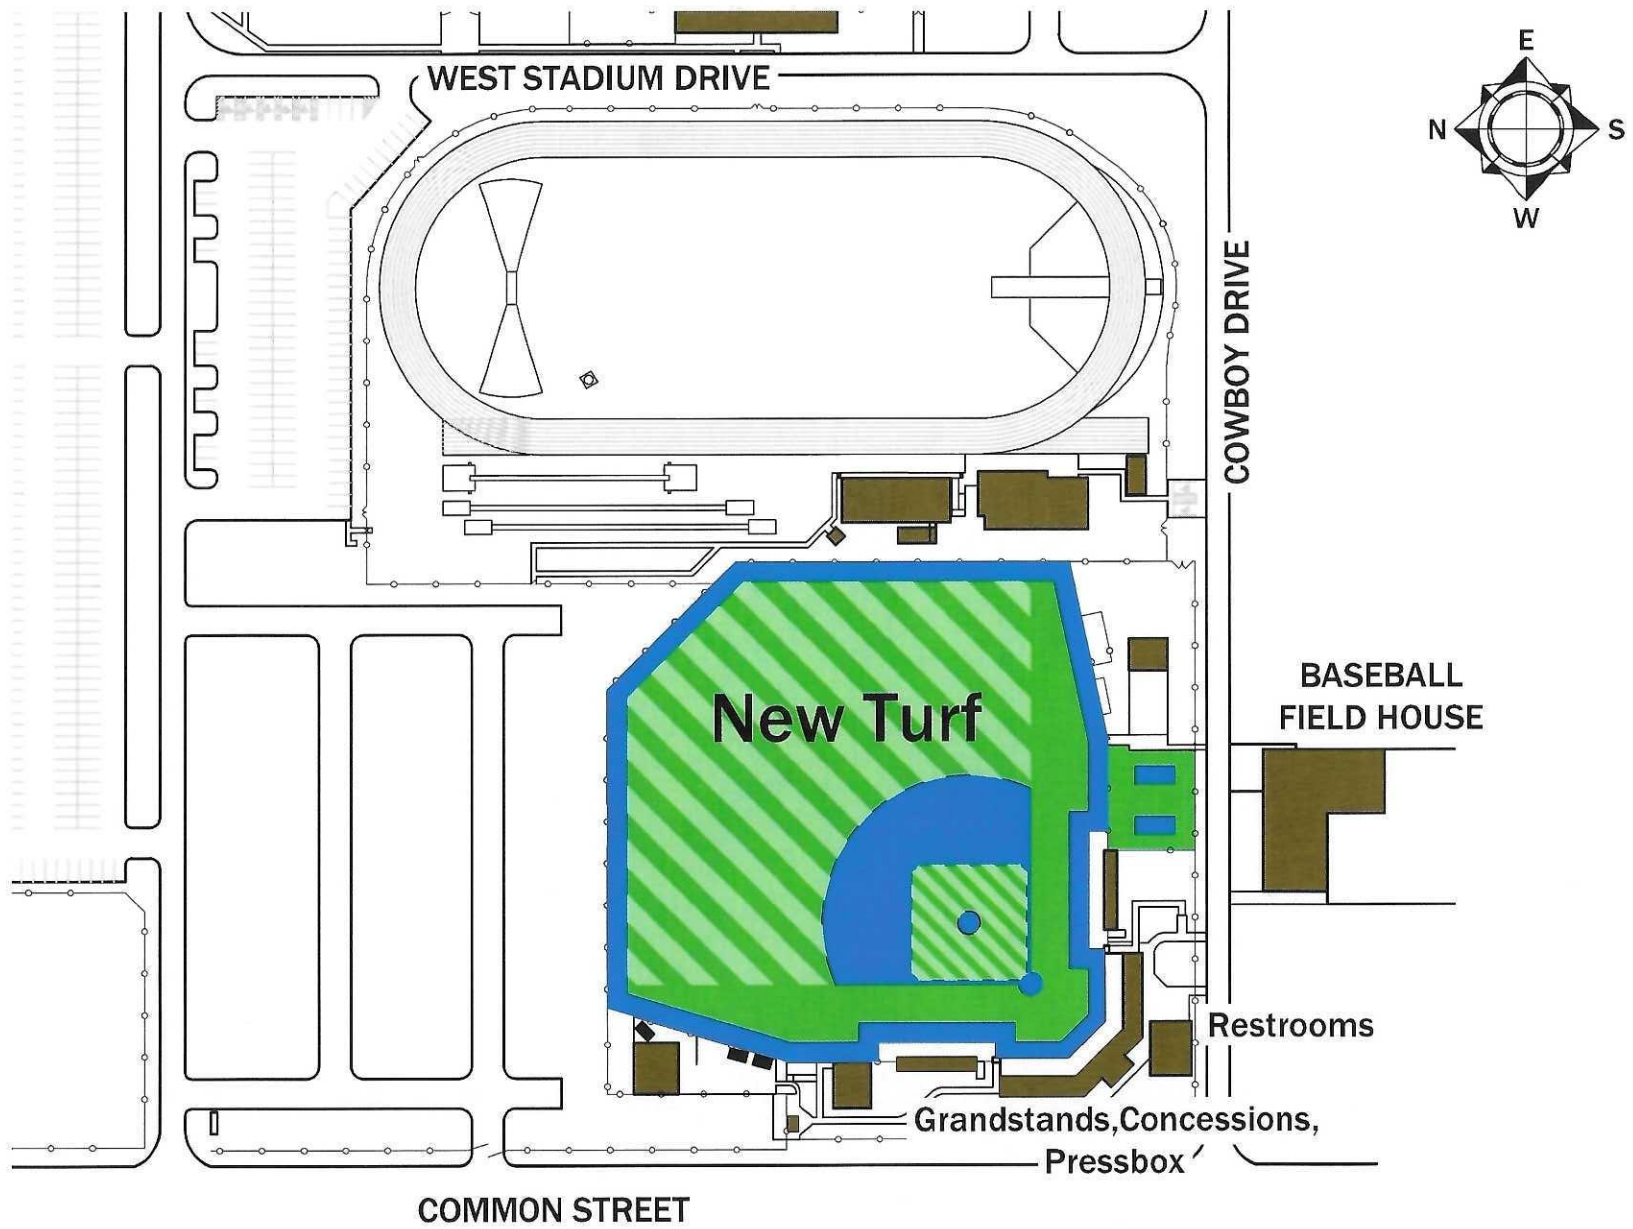 WEST STADIUM DRIVE
E
N
S
W
COWBOY DRIVE
New Turf
BASEBALL
FIELD HOUSE
Restrooms
Grandstands,Concessions,
Pressbox
COMMON STREET